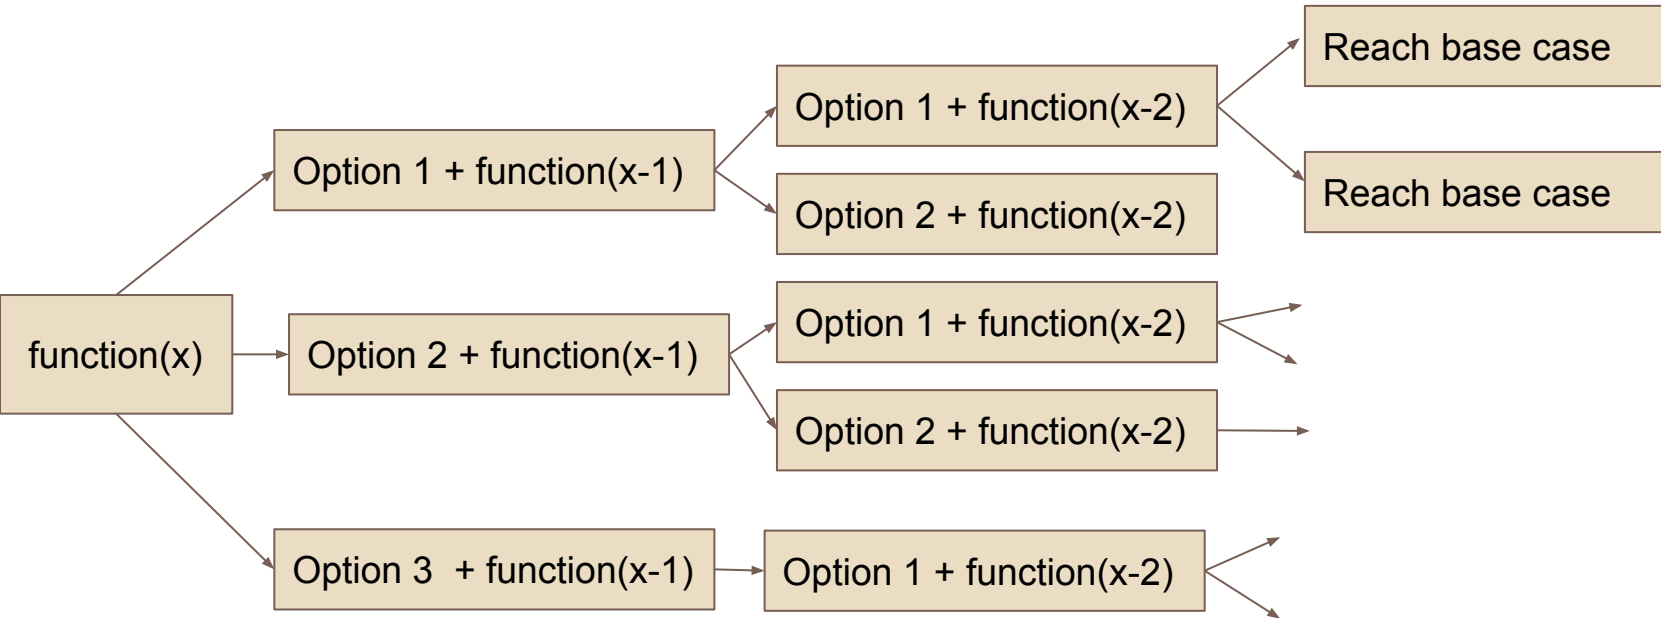 Reach base case
Option 1 + function(x-2)
Option 1 + function(x-1)
Reach base case
Option 2 + function(x-2)
Option 1 + function(x-2)
function(x)
Option 2 + function(x-1)
Option 2 + function(x-2)
Option 3  + function(x-1)
Option 1 + function(x-2)